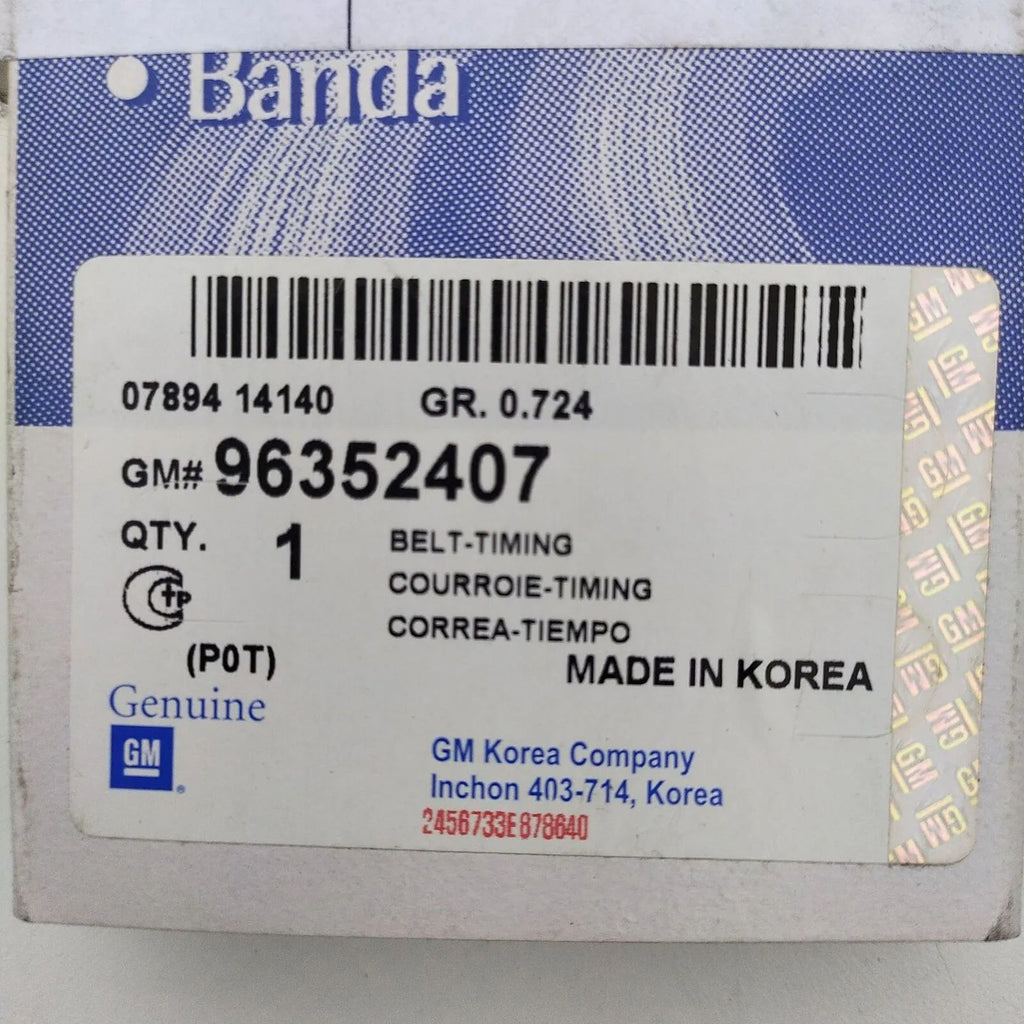 • Banda
07894 14140 GR. 0.724
GM# 96352407
QTY. 1 BELT-TIMING
COURROIE-TIMING
CORREA-TIEMPO
(P0T) MADE IN KOREA
Genuine
GM
GM Korea Company
Inchon 403-714, Korea
2456733E878640